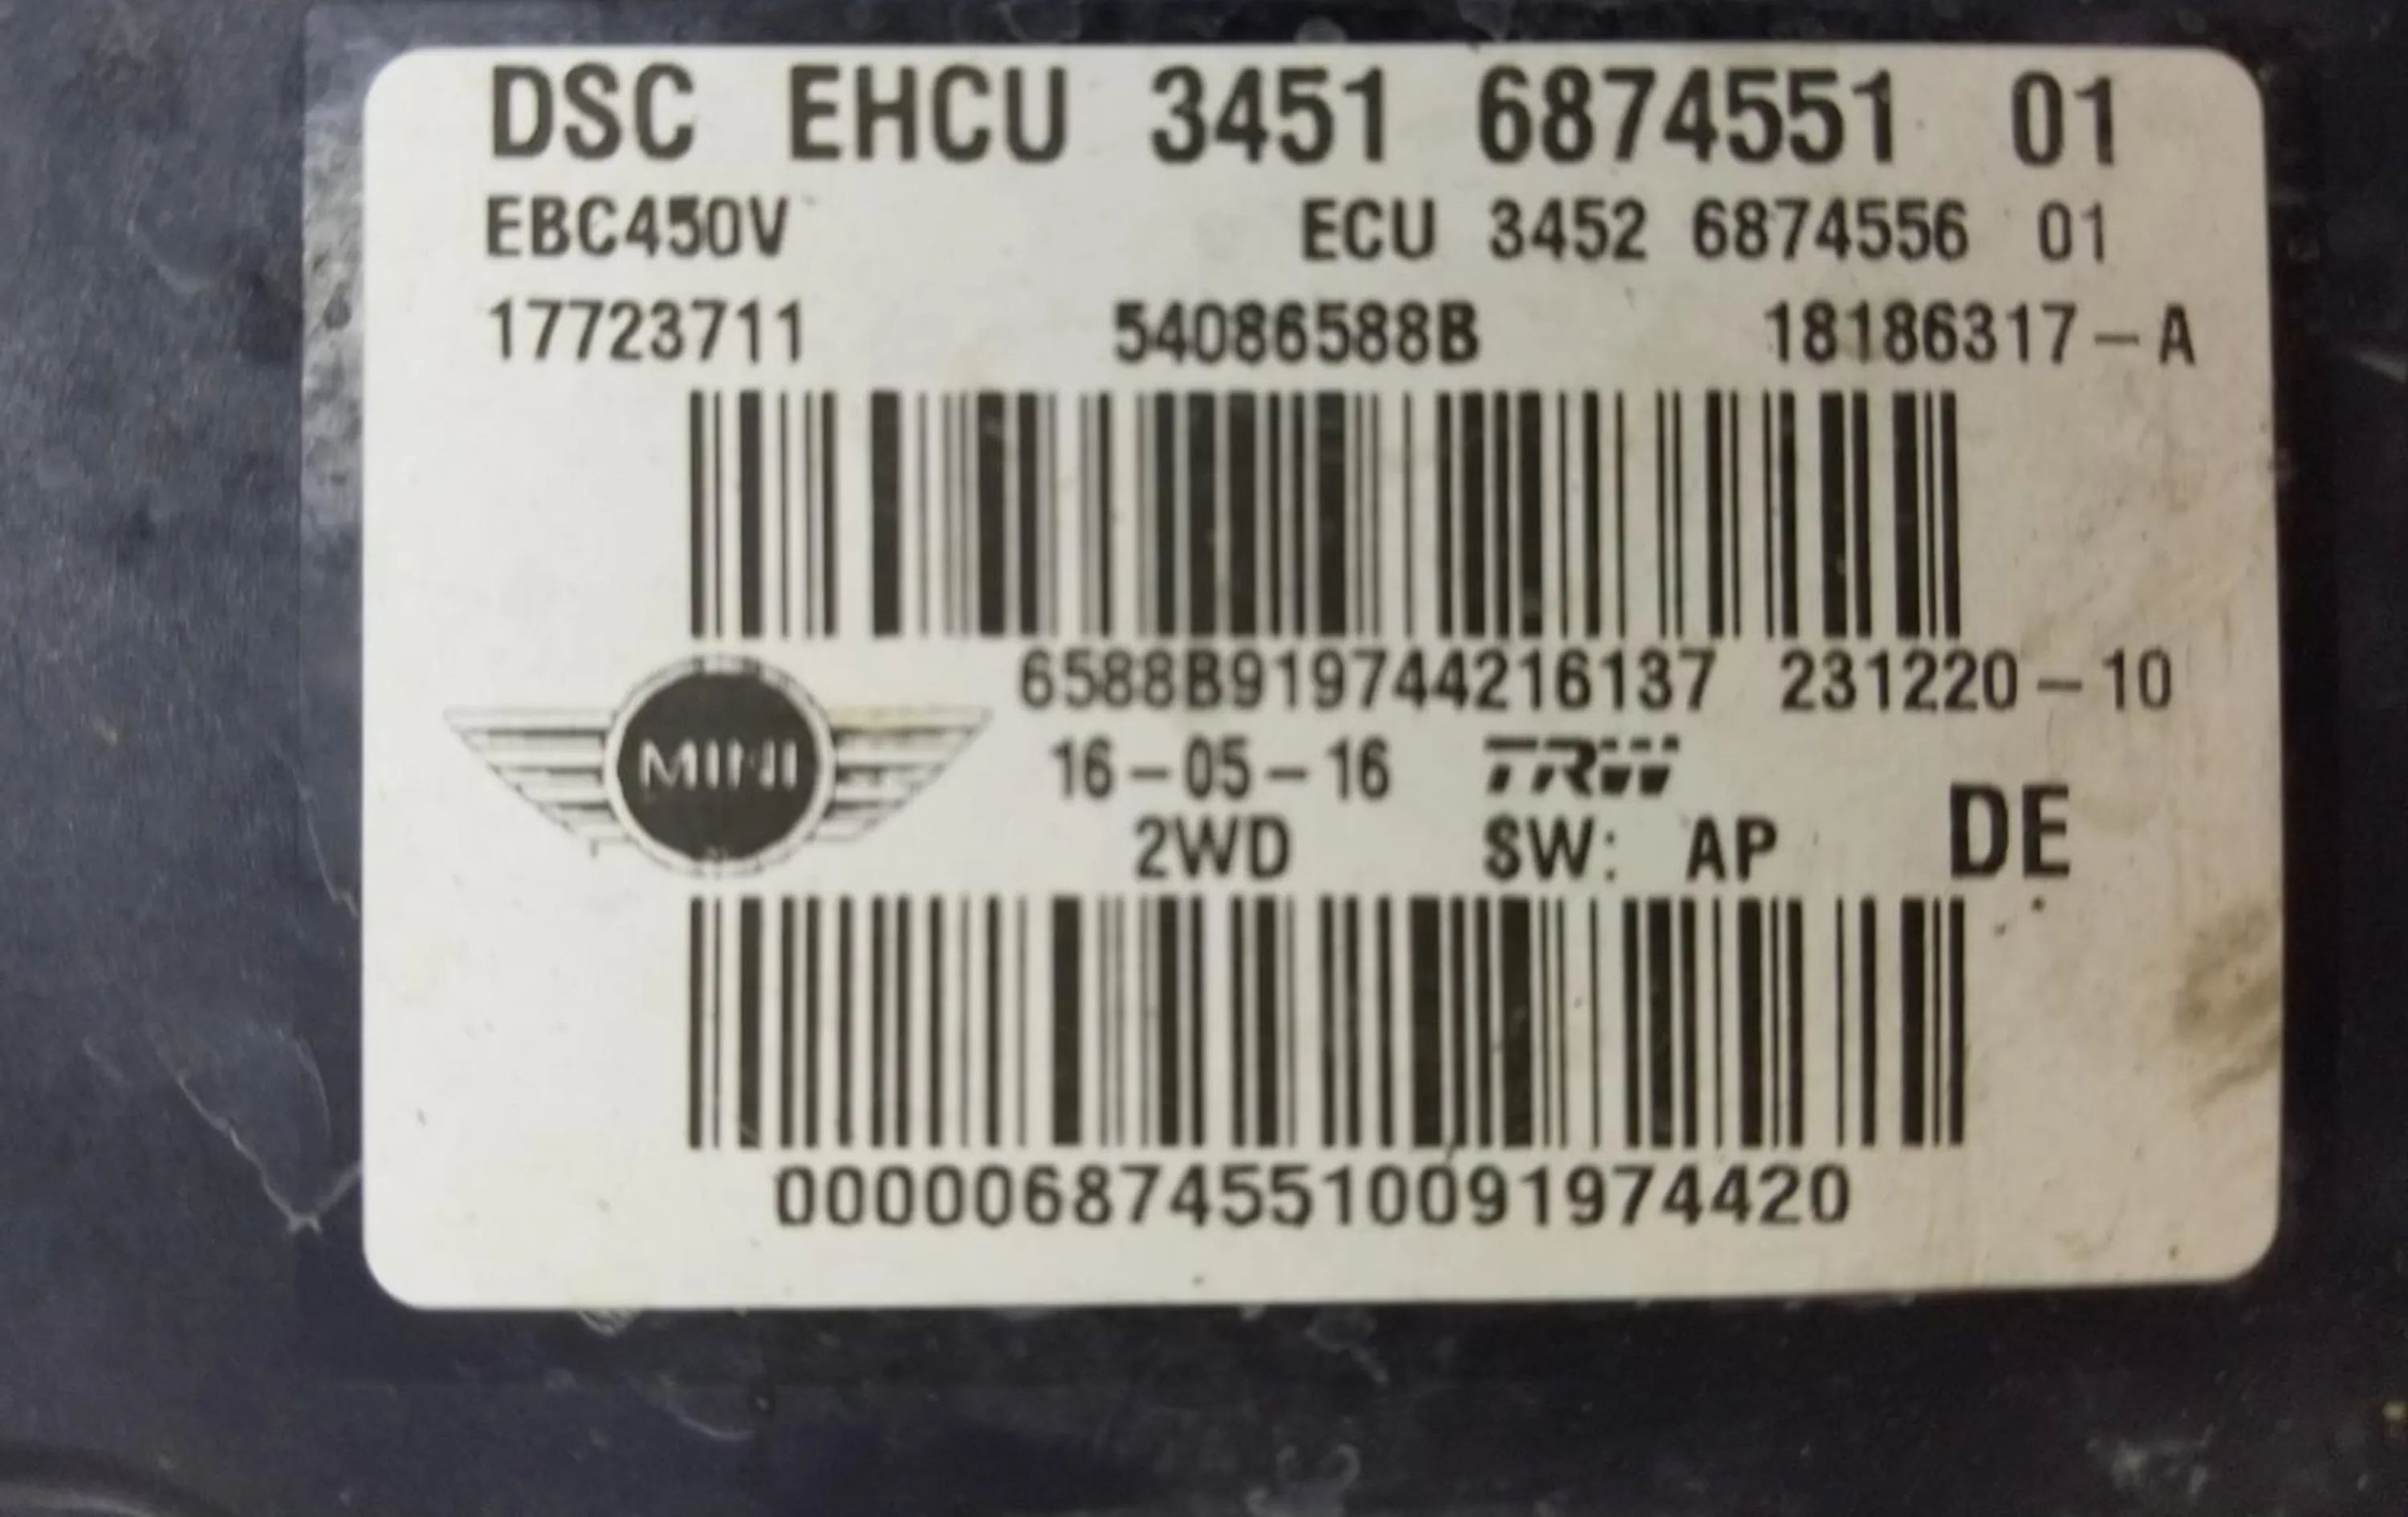 DSC EHCU 3451 6874551 01
EBC450V ECU 3452 6874556 01
17723711 54086588B 18186317-A
6588B919744216137 231220-10
MINI 16-05-16 TRW
2WD SW: AP DE
0000068745510091974420